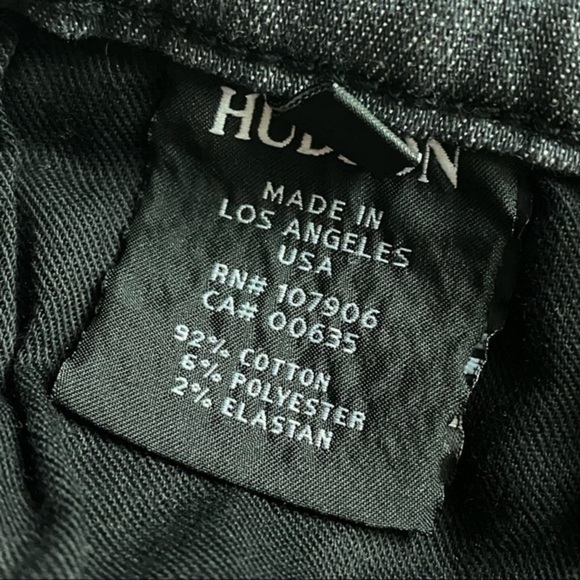 MADE IN
LOS ANGELES
USA
RN# 107906
CA# 00635
92% COTTON
6% POLYESTER
2% ELASTAN